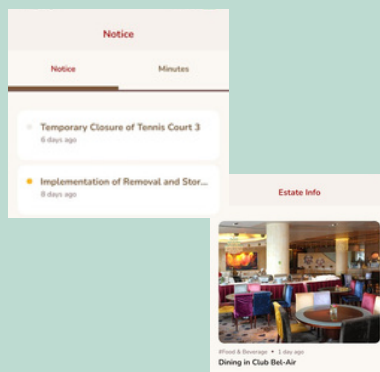 Notice
Notice
Minutes
Temporary Closure of Tennis Court 3
6 days ago
Implementation of Removal and Stor...
8 days ago
Estate Info
#Food & Beverage • 1 day ago
Dining in Club Bel-Air